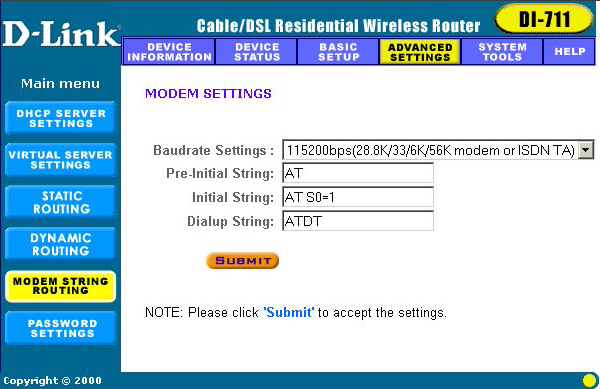 D-Link
Cable/DSL Residential Wireless Router
DI-711
DEVICE INFORMATION
DEVICE STATUS
BASIC SETUP
ADVANCED SETTINGS
SYSTEM TOOLS
HELP
Main menu
DHCP SERVER SETTINGS
VIRTUAL SERVER SETTINGS
STATIC ROUTING
DYNAMIC ROUTING
MODEM STRING ROUTING
PASSWORD SETTINGS
MODEM SETTINGS
Baudrate Settings : 115200bps(28.8K/33/6K/56K modem or ISDN TA)
Pre-Initial String: AT
Initial String: AT S0=1
Dialup String: ATDT
SUBMIT
NOTE: Please click 'Submit' to accept the settings.
Copyright © 2000